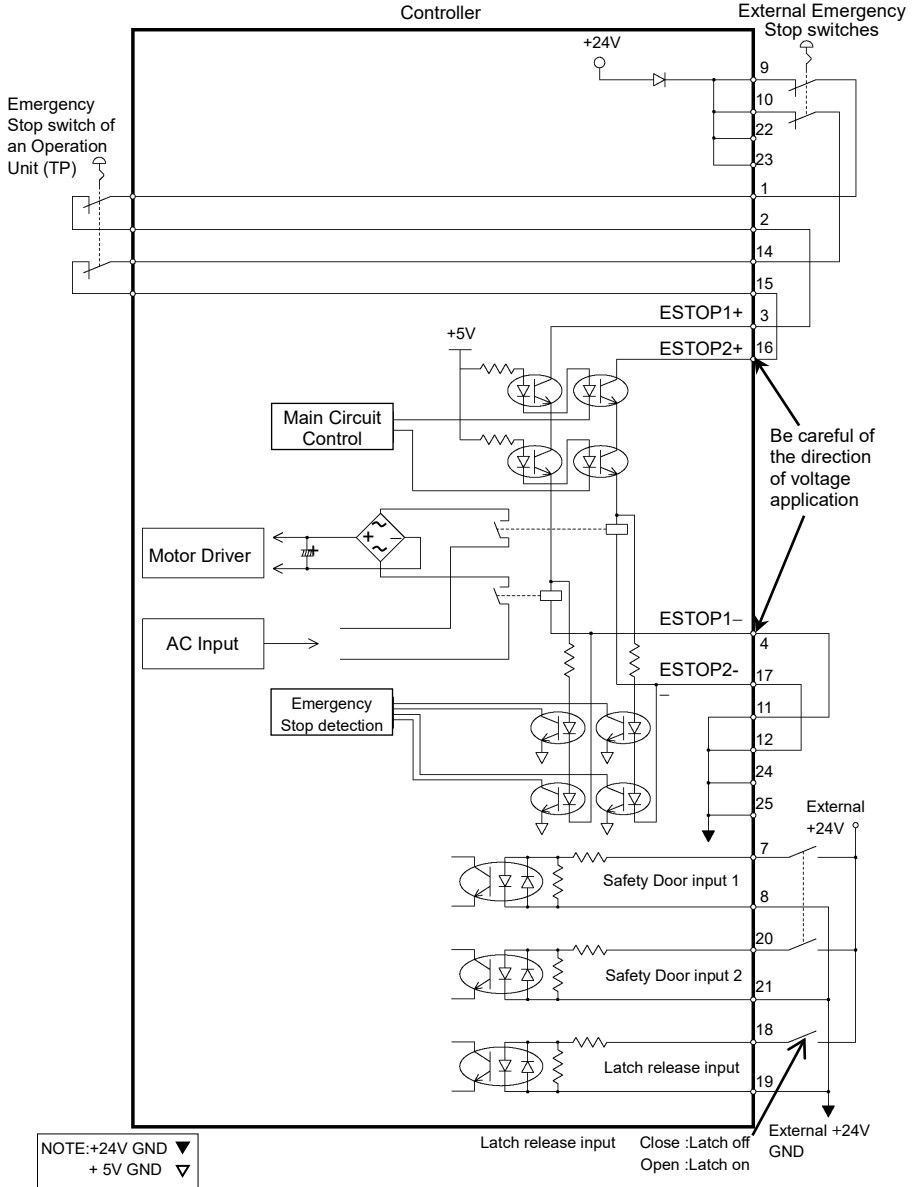 Controller
External Emergency
Stop switches
+24V
9
10
22
23
Emergency
Stop switch of
an Operation
Unit (TP)
1
2
14
15
ESTOP1+
3
+5V
ESTOP2+
16
Main Circuit
Control
Be careful of
the direction
of voltage
application
Motor Driver
+
–
+
AC Input
ESTOP1–
4
ESTOP2-
–
17
11
Emergency
Stop detection
12
24
25
External
+24V
7
Safety Door input 1
8
20
Safety Door input 2
21
18
Latch release input
19
Latch release input
Close :Latch off
Open :Latch on
External +24V
GND
NOTE:+24V GND ▼
+ 5V GND ▽